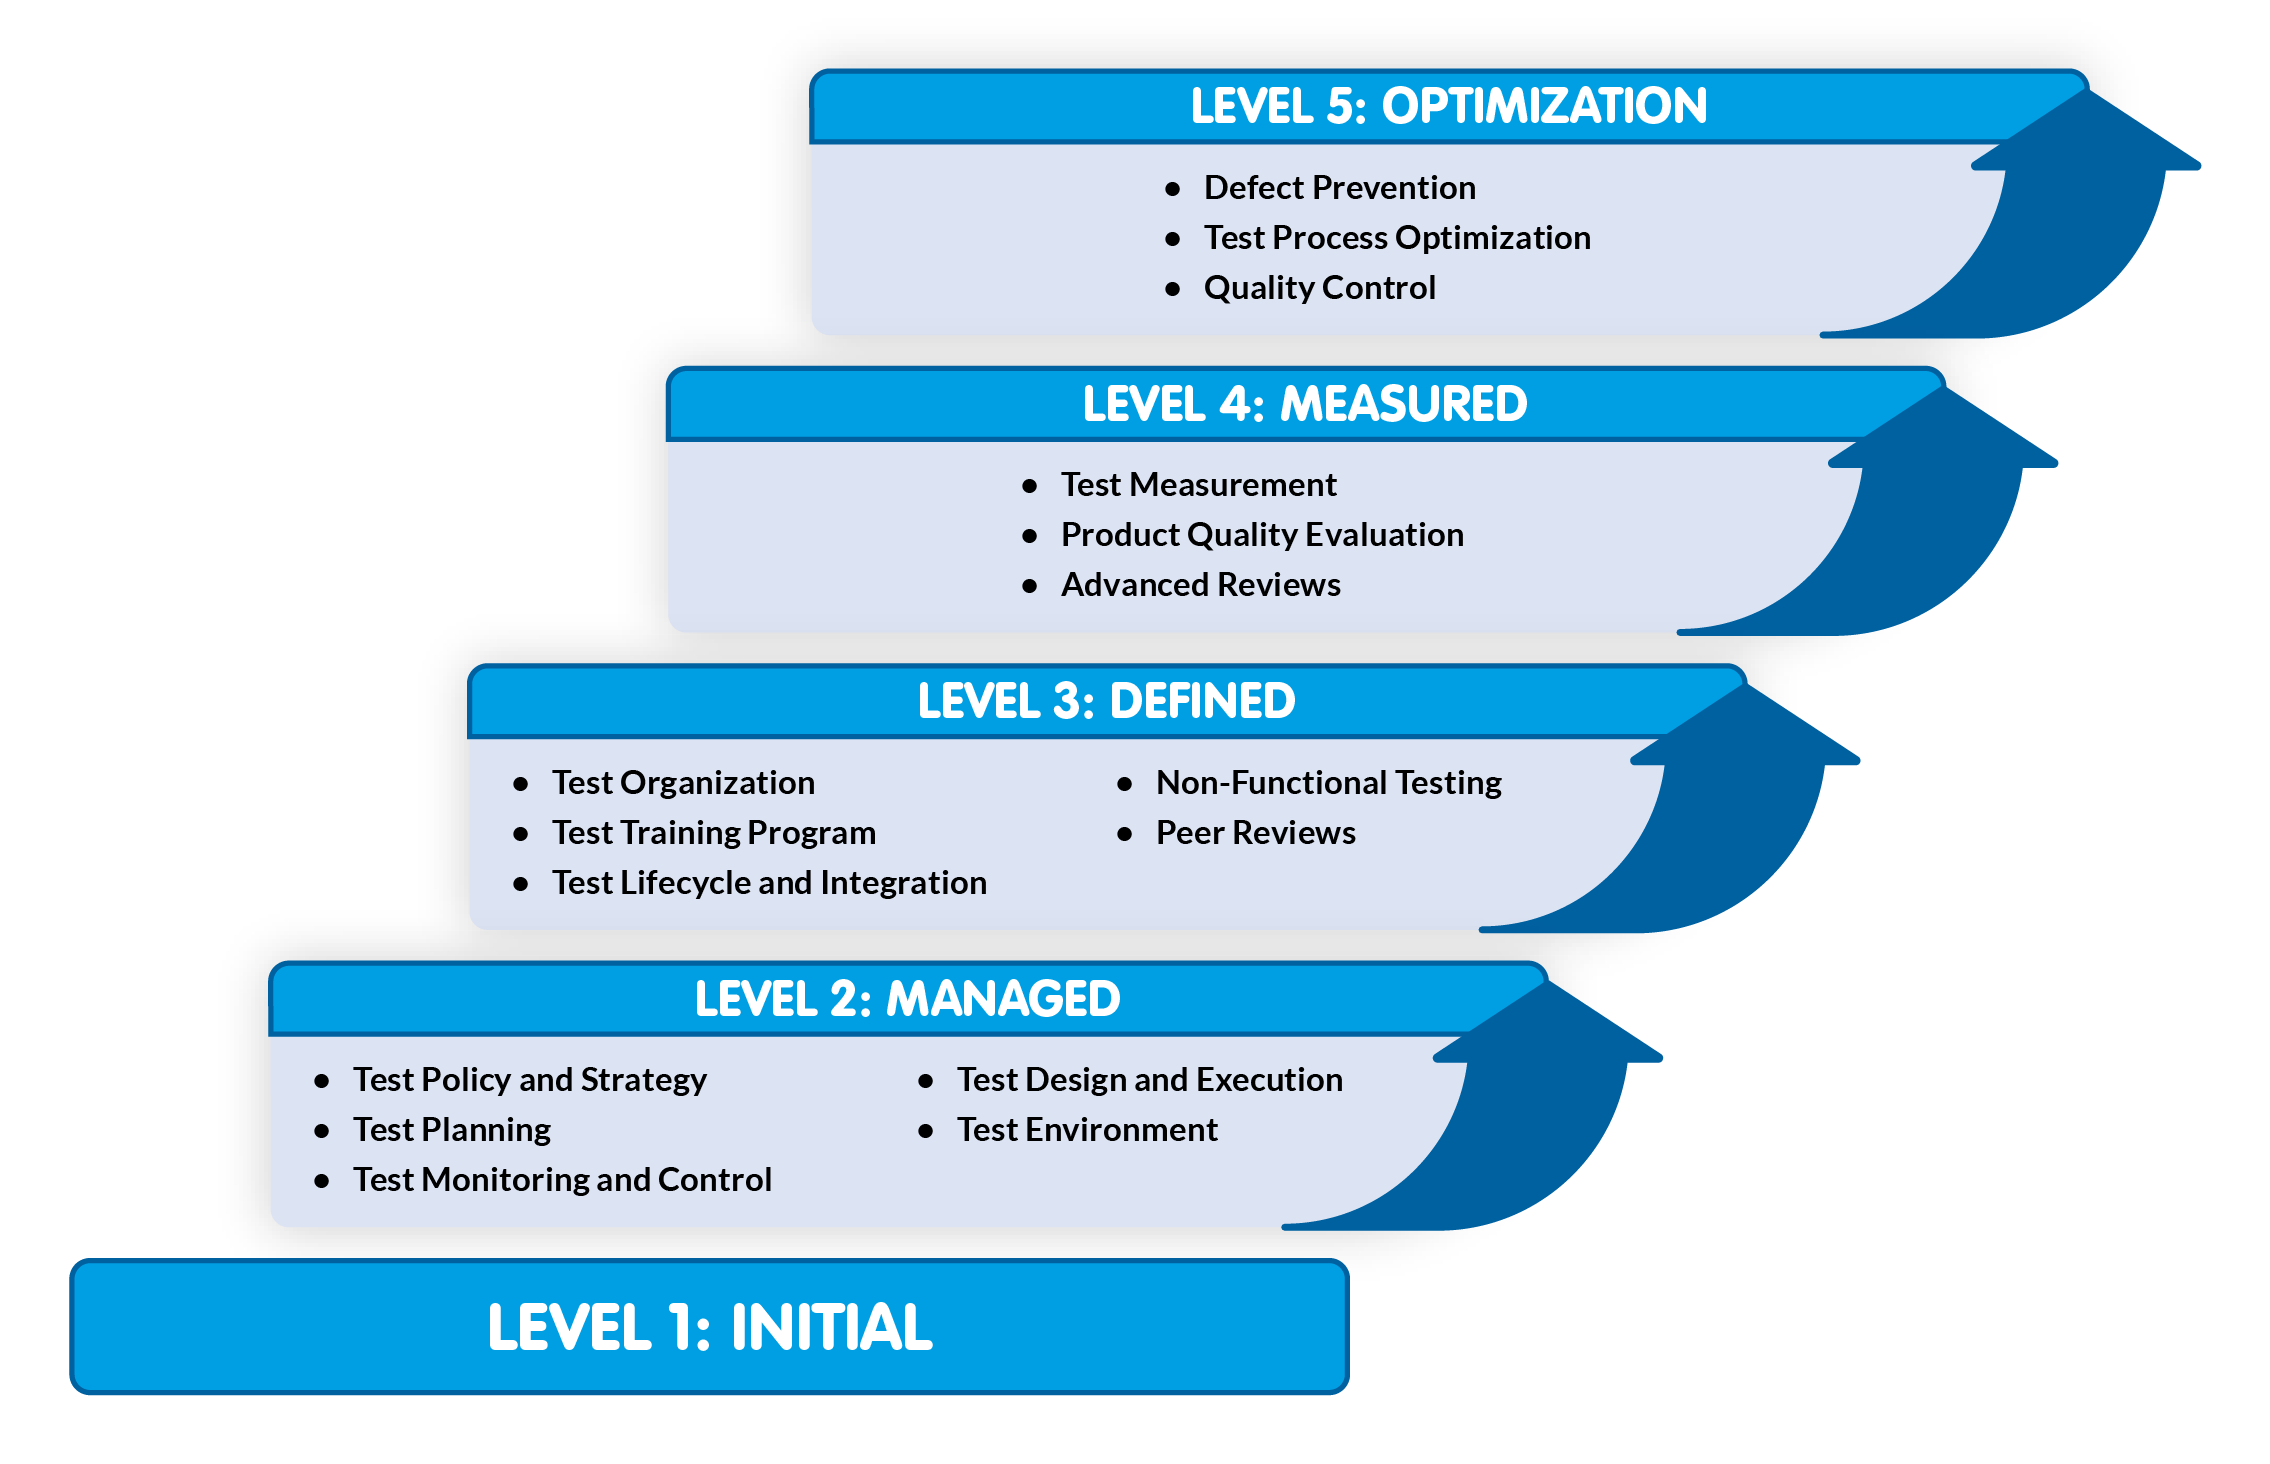 LEVEL 5: OPTIMIZATION
● Defect Prevention
● Test Process Optimization
● Quality Control
LEVEL 4: MEASURED
● Test Measurement
● Product Quality Evaluation
● Advanced Reviews
LEVEL 3: DEFINED
● Test Organization
● Test Training Program
● Test Lifecycle and Integration
● Non-Functional Testing
● Peer Reviews
LEVEL 2: MANAGED
● Test Policy and Strategy
● Test Planning
● Test Monitoring and Control
● Test Design and Execution
● Test Environment
LEVEL 1: INITIAL